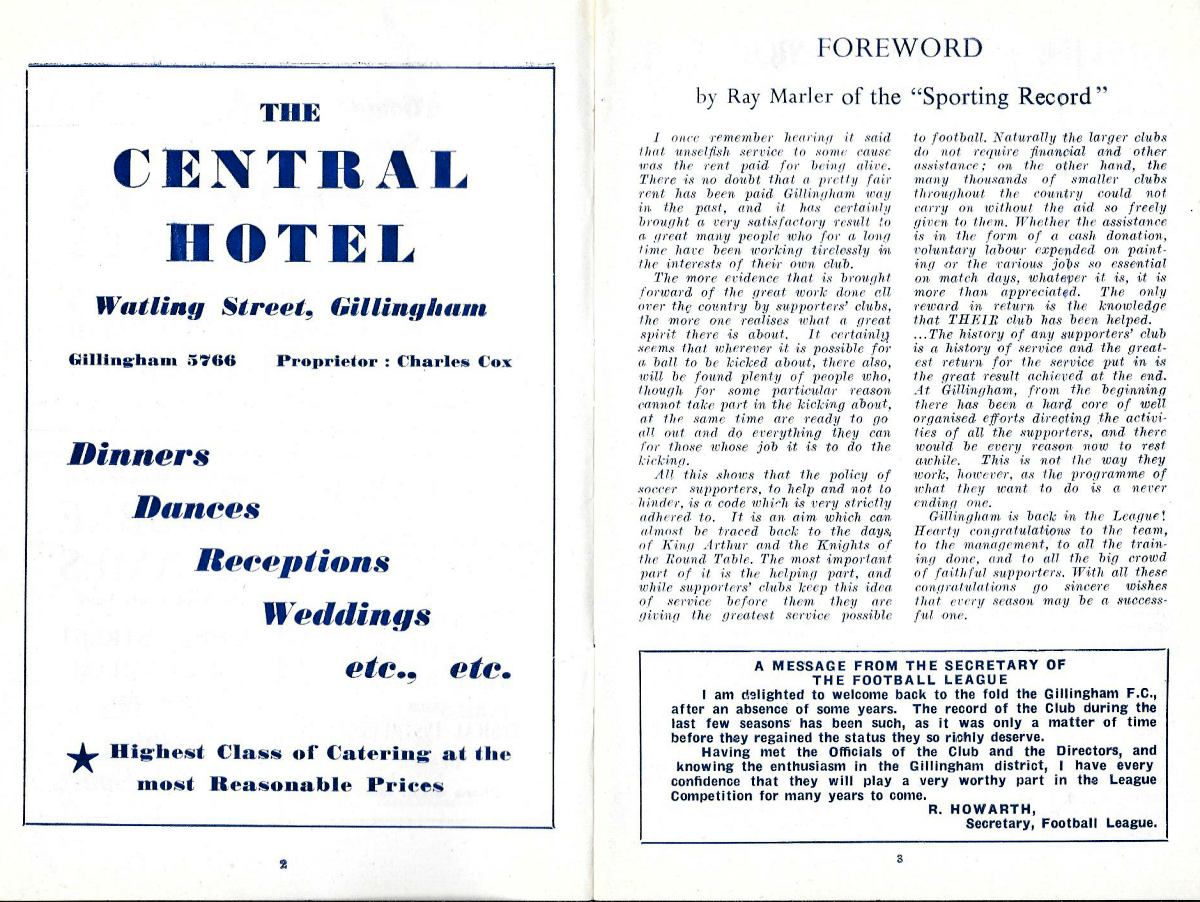 THE
CENTRAL
HOTEL
Watling Street, Gillingham
Gillingham 5766 Proprietor : Charles Cox
Dinners
Dances
Receptions
Weddings
etc., etc.
★ Highest Class of Catering at the
most Reasonable Prices
2
FOREWORD
by Ray Marler of the "Sporting Record"
I once remember hearing it said
that unselfish service to some cause
was the rent paid for being alive.
There is no doubt that a pretty fair
rent has been paid Gillingham way
in the past, and it has certainly
brought a very satisfactory result to
a great many people who for a long
time have been working tirelessly in
the interests of their own club.
The more evidence that is brought
forward of the great work done all
over the country by supporters' clubs,
the more one realises what a great
spirit there is about. It certainly
seems that wherever it is possible for
a ball to be kicked about, there also,
will be found plenty of people who,
though for some particular reason
cannot take part in the kicking about,
at the same time are ready to go
all out and do everything they can
for those whose job it is to do the
kicking.
All this shows that the policy of
soccer supporters, to help and not to
hinder, is a code which is very strictly
adhered to. It is an aim which can
almost be traced back to the days,
of King Arthur and the Knights of
the Round Table. The most important
part of it is the helping part, and
while supporters' clubs keep this idea
of service before them they are
giving the greatest service possible
to football. Naturally the larger clubs
do not require financial and other
assistance; on the other hand, the
many thousands of smaller clubs
throughout the country could not
carry on without the aid so freely
given to them. Whether the assistance
is in the form of a cash donation,
voluntary labour expended on paint-
ing or the various jobs so essential
on match days, whatever it is, it is
more than appreciated. The only
reward in return is the knowledge
that THEIR club has been helped.
...The history of any supporters' club
is a history of service and the great-
est return for the service put in is
the great result achieved at the end.
At Gillingham, from the beginning
there has been a hard core of well
organised efforts directing the activi-
ties of all the supporters, and there
would be every reason now to rest
awhile. This is not the way they
work, however, as the programme of
what they want to do is a never
ending one.
Gillingham is back in the League!
Hearty congratulations to the team,
to the management, to all the train-
ing done, and to all the big crowd
of faithful supporters. With all these
congratulations go sincere wishes
that every season may be a success-
ful one.
A MESSAGE FROM THE SECRETARY OF
THE FOOTBALL LEAGUE
I am delighted to welcome back to the fold the Gillingham F.C.,
after an absence of some years. The record of the Club during the
last few seasons has been such, as it was only a matter of time
before they regained the status they so richly deserve.
Having met the Officials of the Club and the Directors, and
knowing the enthusiasm in the Gillingham district, I have every
confidence that they will play a very worthy part in the League
Competition for many years to come.
R. HOWARTH,
Secretary, Football League.
3